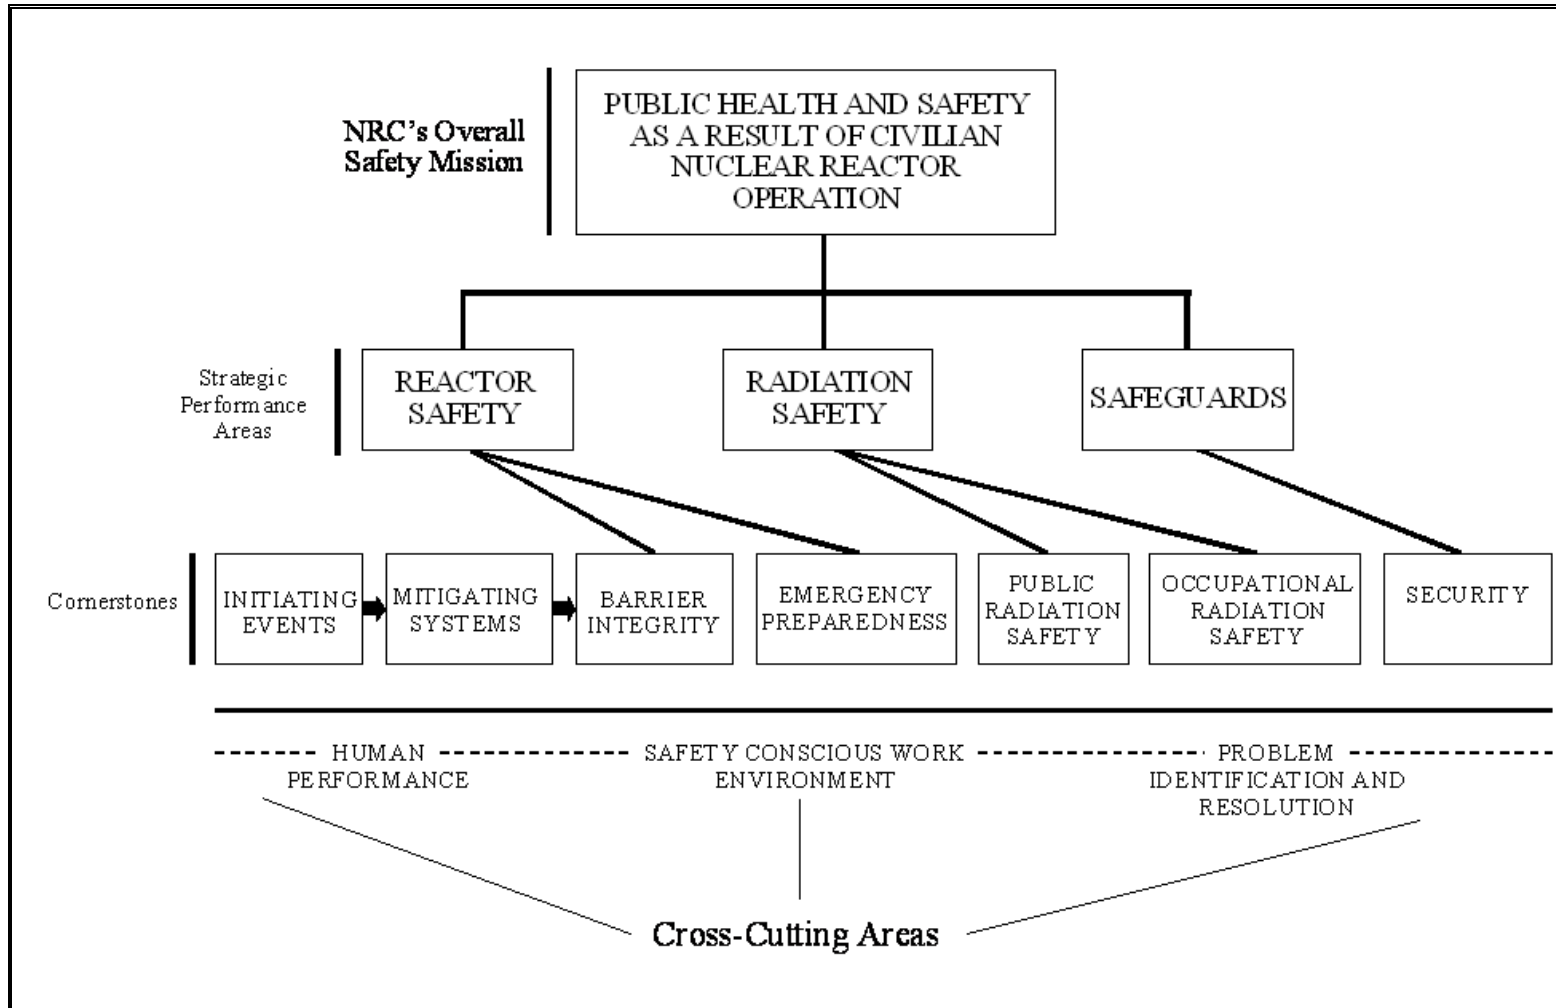 NRC's Overall
Safety Mission
PUBLIC HEALTH AND SAFETY
AS A RESULT OF CIVILIAN
NUCLEAR REACTOR
OPERATION
Strategic
Performance
Areas
REACTOR
SAFETY
RADIATION
SAFETY
SAFEGUARDS
Cornerstones
INITIATING
EVENTS
MITIGATING
SYSTEMS
BARRIER
INTEGRITY
EMERGENCY
PREPAREDNESS
PUBLIC
RADIATION
SAFETY
OCCUPATIONAL
RADIATION
SAFETY
SECURITY
HUMAN
PERFORMANCE
SAFETY CONSCIOUS WORK
ENVIRONMENT
PROBLEM
IDENTIFICATION AND
RESOLUTION
Cross-Cutting Areas